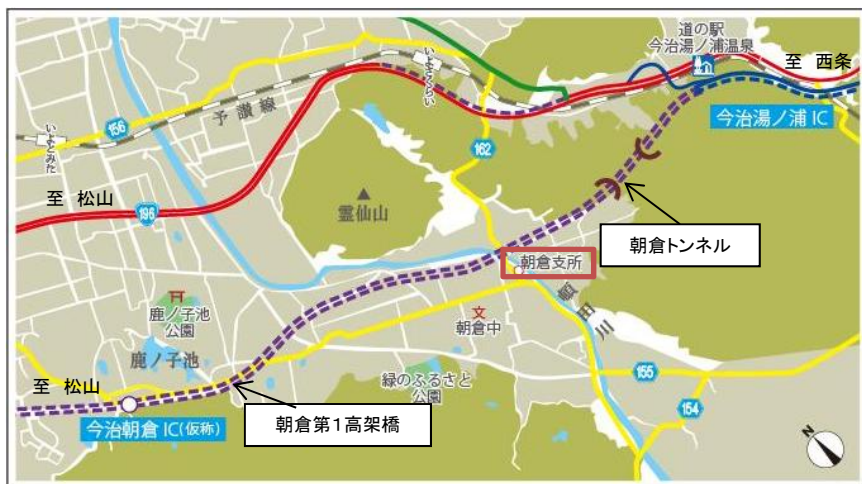 道の駅
今治湯ノ浦温泉
至 西条
今治湯ノ浦 IC
いよさくらい
156
予讃線
いよとみた
162
至 松山
196
霊仙山
朝倉トンネル
朝倉支所
頓田川
鹿ノ子池
公園
文
朝倉中
鹿ノ子池
緑のふるさと
公園
155
至 松山
154
今治朝倉 IC(仮称)
朝倉第1高架橋
N